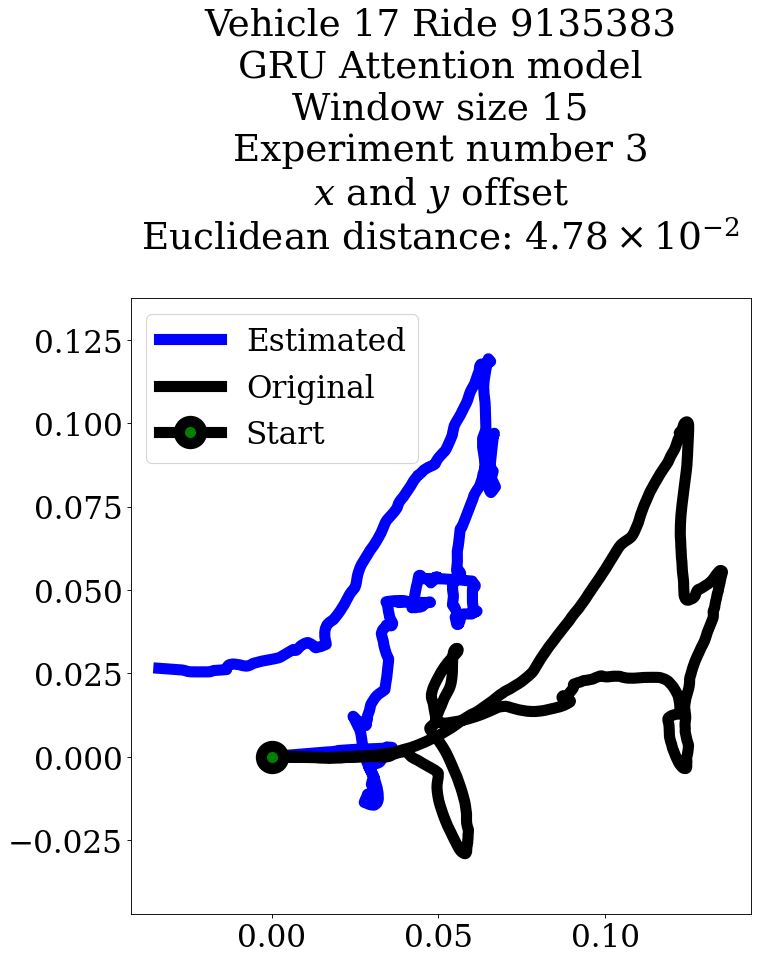 Vehicle 17 Ride 9135383
GRU Attention model
Window size 15
Experiment number 3
x and y offset
Euclidean distance: 4.78 × 10⁻²
Estimated
Original
Start
0.125
0.100
0.075
0.050
0.025
0.000
−0.025
0.00 0.05 0.10